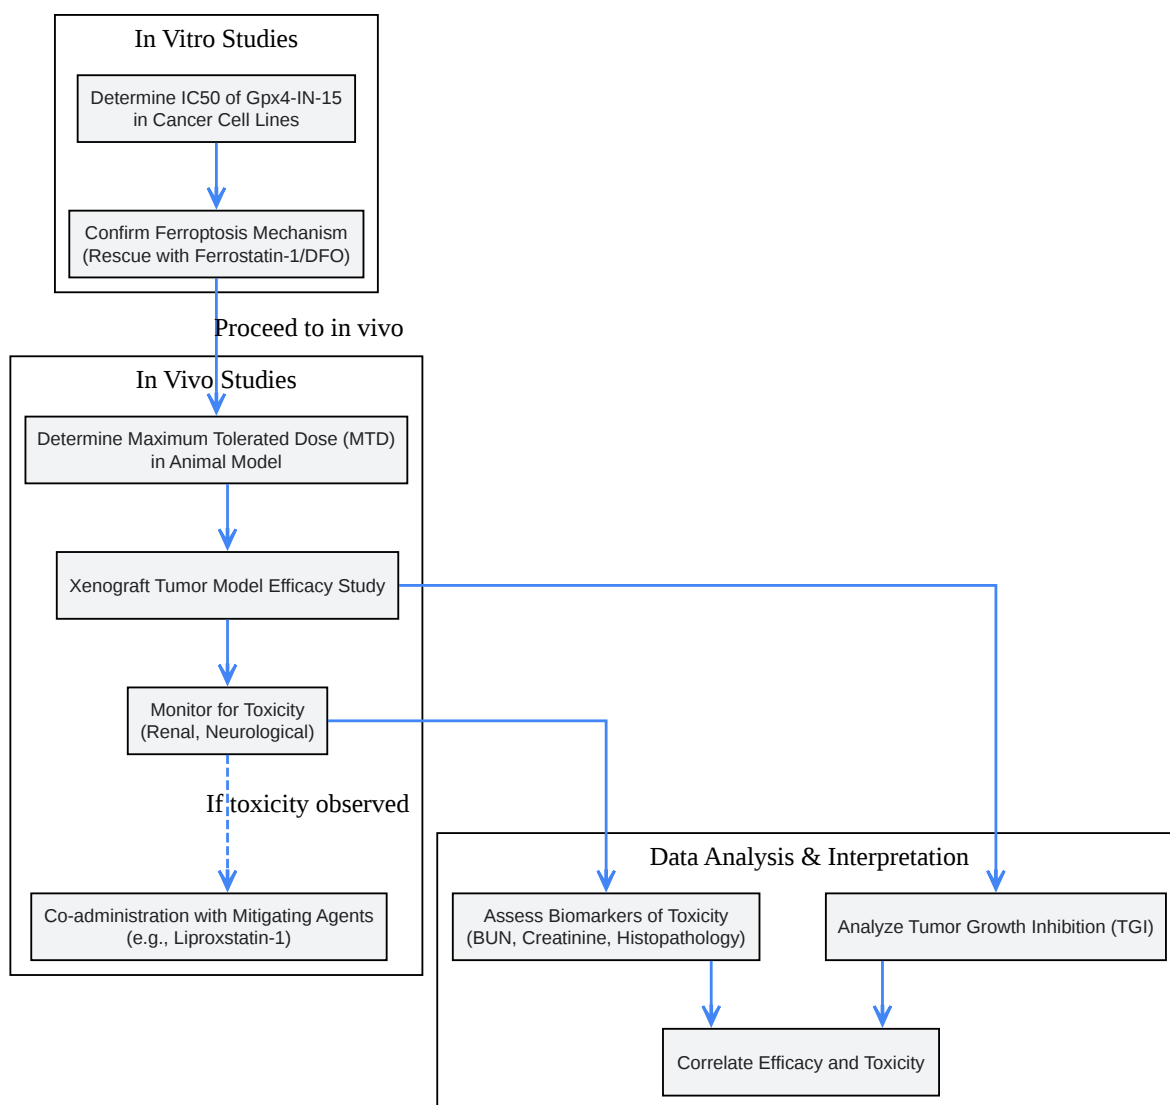 In Vitro Studies
Determine IC50 of Gpx4-IN-15
in Cancer Cell Lines
Confirm Ferroptosis Mechanism
(Rescue with Ferrostatin-1/DFO)
Proceed to in vivo
In Vivo Studies
Determine Maximum Tolerated Dose (MTD)
in Animal Model
Xenograft Tumor Model Efficacy Study
Monitor for Toxicity
(Renal, Neurological)
If toxicity observed
Co-administration with Mitigating Agents
(e.g., Liproxstatin-1)
Data Analysis & Interpretation
Assess Biomarkers of Toxicity
(BUN, Creatinine, Histopathology)
Analyze Tumor Growth Inhibition (TGI)
Correlate Efficacy and Toxicity